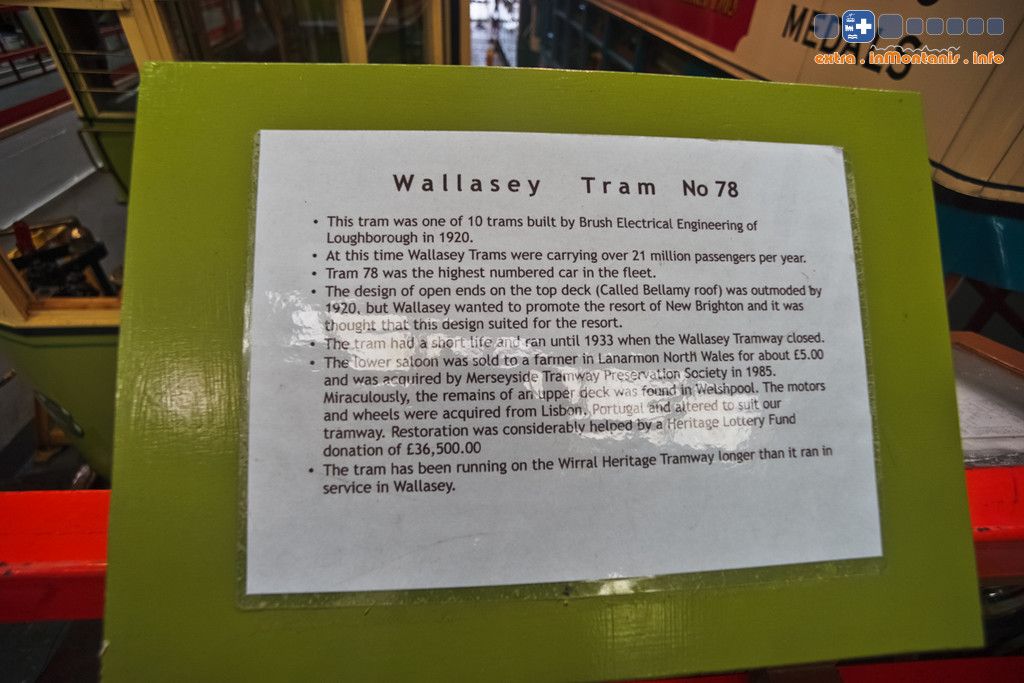 MEDALS
extra . inmontanis . info
Wallasey Tram No 78
• This tram was one of 10 trams built by Brush Electrical Engineering of
Loughborough in 1920.
• At this time Wallasey Trams were carrying over 21 million passengers per year.
• Tram 78 was the highest numbered car in the fleet.
• The design of open ends on the top deck (Called Bellamy roof) was outmoded by
1920, but Wallasey wanted to promote the resort of New Brighton and it was
thought that this design suited for the resort.
• The tram had a short life and ran until 1933 when the Wallasey Tramway closed.
• The lower saloon was sold to a farmer in Lanarmon North Wales for about £5.00
and was acquired by Merseyside Tramway Preservation Society in 1985.
Miraculously, the remains of an upper deck was found in Welshpool. The motors
and wheels were acquired from Lisbon, Portugal and altered to suit our
tramway. Restoration was considerably helped by a Heritage Lottery Fund
donation of £36,500.00
• The tram has been running on the Wirral Heritage Tramway longer than it ran in
service in Wallasey.